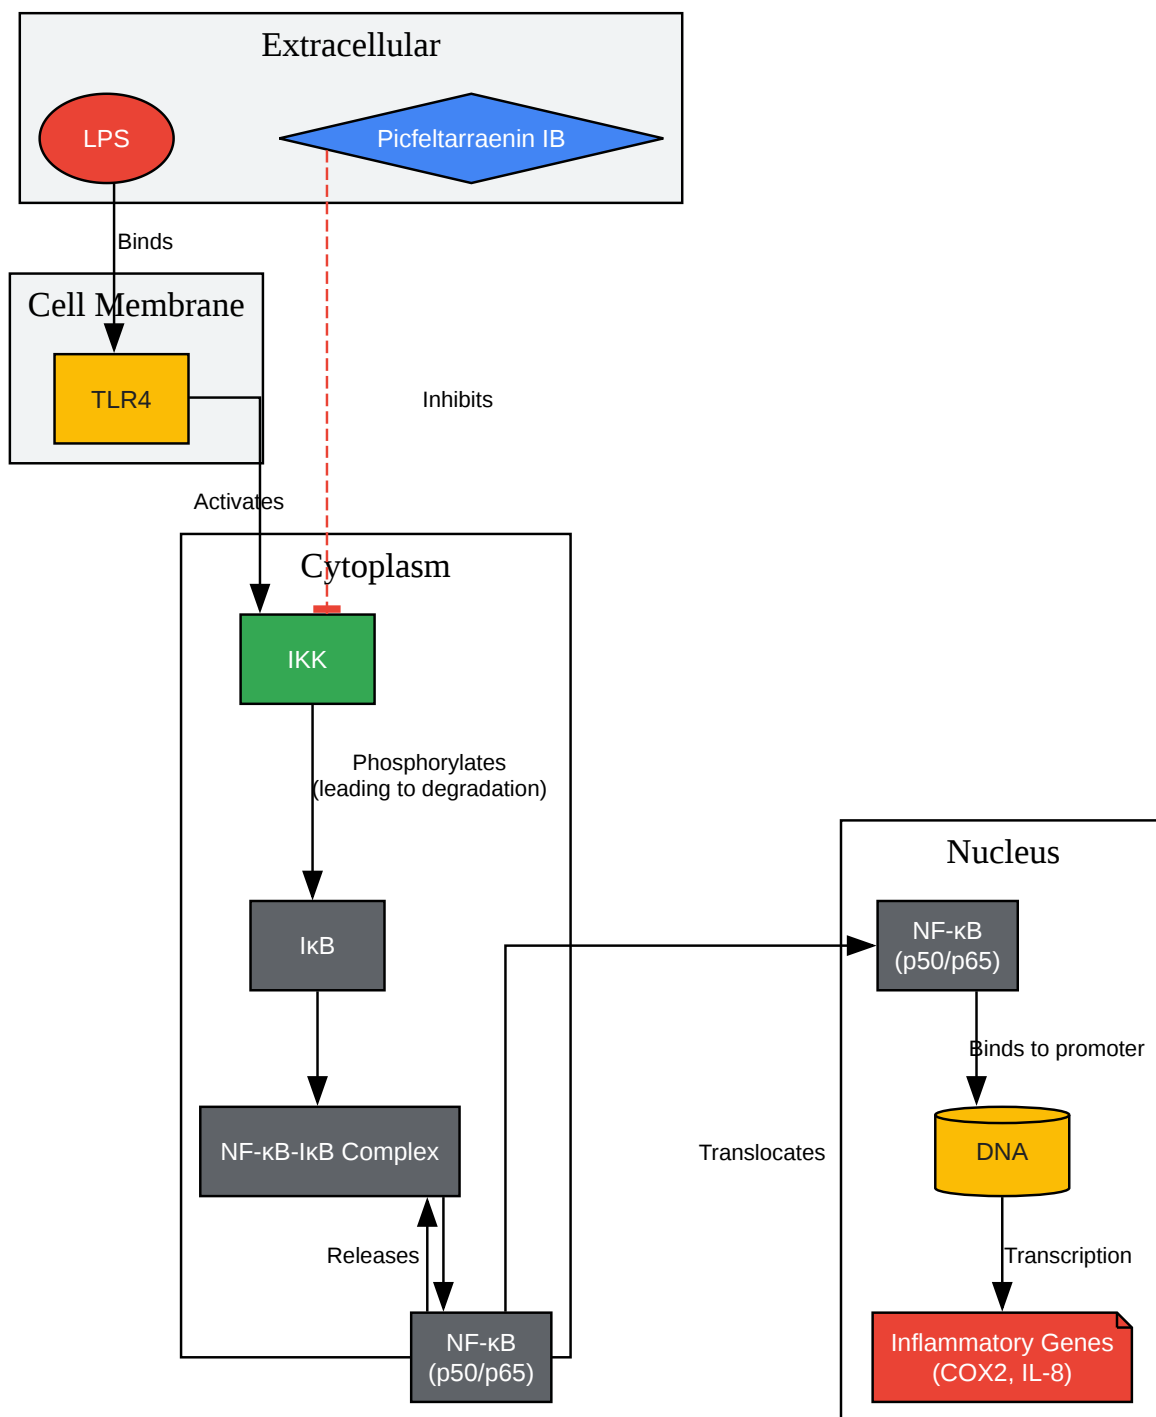 Extracellular
LPS
Picfeltarraenin IB
Binds
Cell Membrane
TLR4
Inhibits
Activates
Cytoplasm
IKK
Phosphorylates
(leading to degradation)
IκB
NF-κB-IκB Complex
Releases
NF-κB
(p50/p65)
Translocates
Nucleus
NF-κB
(p50/p65)
Binds to promoter
DNA
Transcription
Inflammatory Genes
(COX2, IL-8)